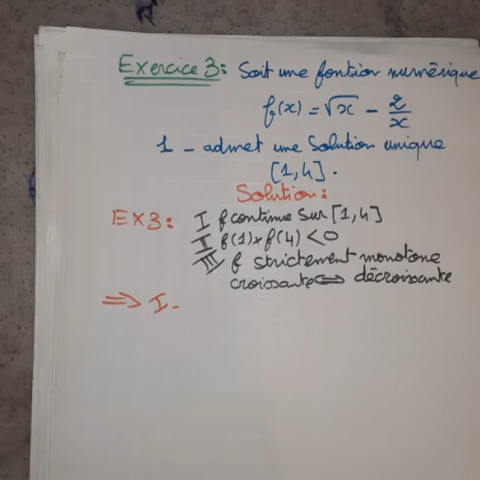 Exercice 3: Soit une fontion numérique
f(x) = √x - 2/x
1 - admet une solution unique
[1,4].
Solution:
EX3: I f continue sur [1,4]
II f(1)×f(4) <0
III f strictement monotone
croissante ⟺ décroissante
⟹ I-